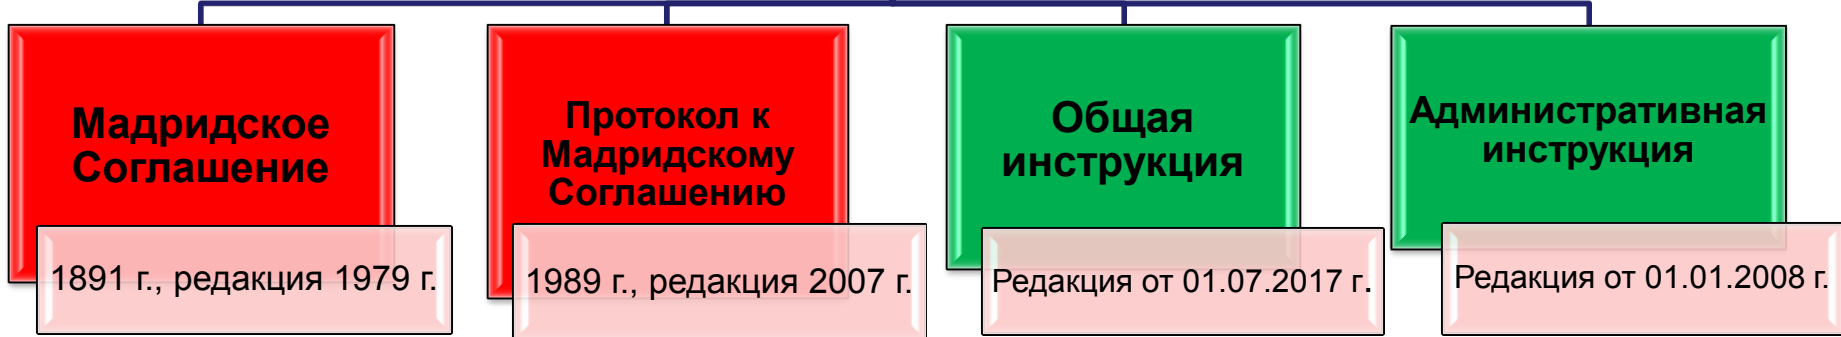 Мадридское
Соглашение
1891 г., редакция 1979 г.
Протокол к
Мадридскому
Соглашению
1989 г., редакция 2007 г.
Общая
инструкция
Редакция от 01.07.2017 г.
Административная
инструкция
Редакция от 01.01.2008 г.